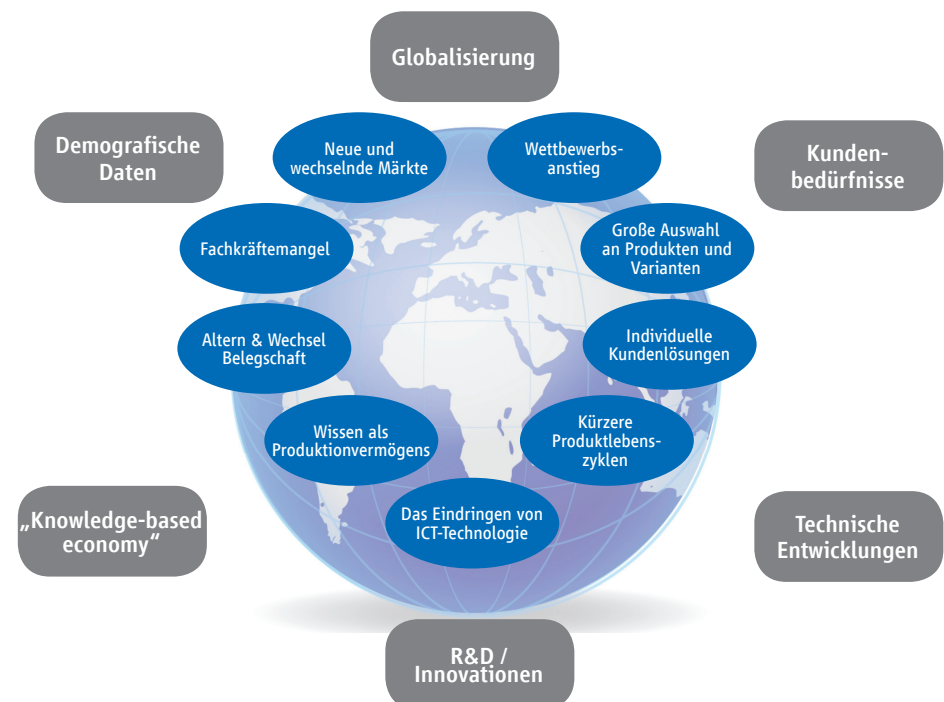 Globalisierung
Demografische
Daten
Neue und
wechselnde Märkte
Wettbewerbs-
anstieg
Kunden-
bedürfnisse
Fachkräftemangel
Große Auswahl
an Produkten und
Varianten
Altern & Wechsel
Belegschaft
Individuelle
Kundenlösungen
Wissen als
Produktionvermögens
Kürzere
Produktlebens-
zyklen
„Knowledge-based
economy“
Das Eindringen von
ICT-Technologie
Technische
Entwicklungen
R&D /
Innovationen